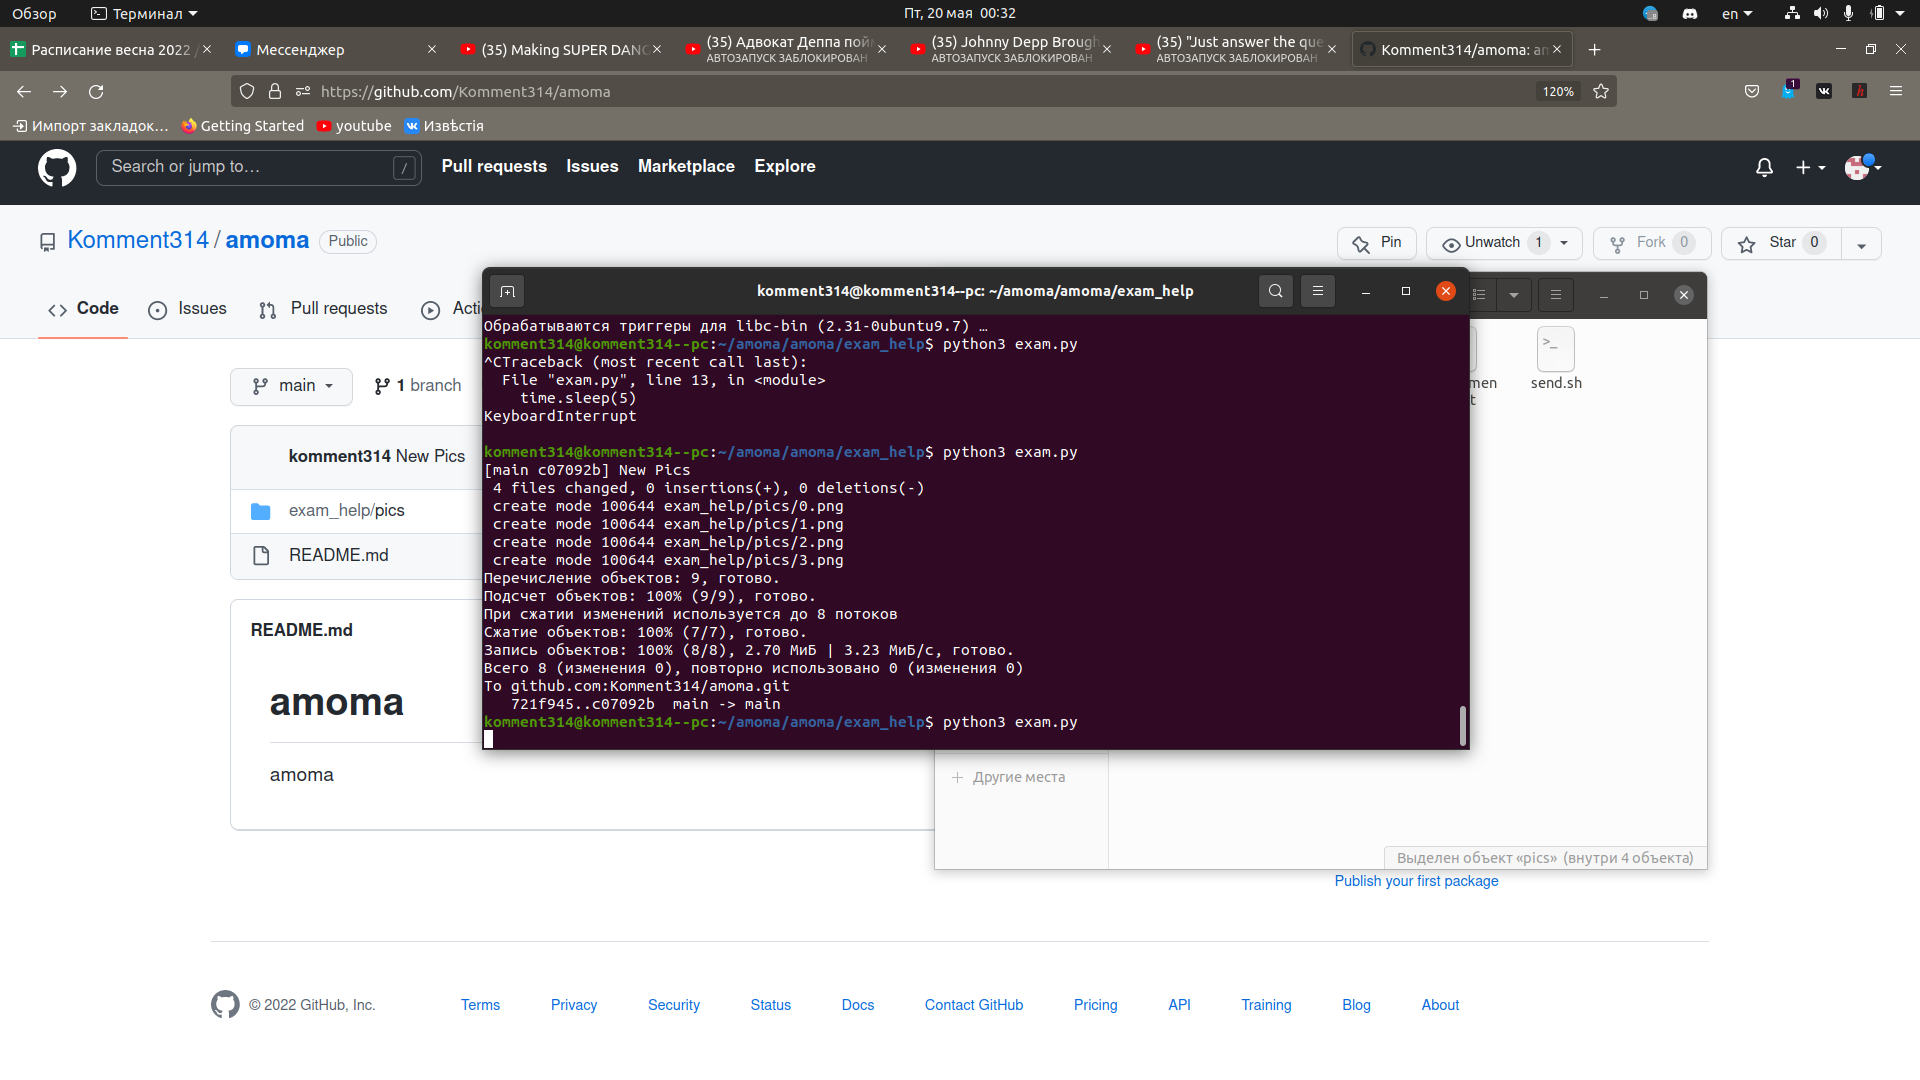 Обзор
Терминал
Пт, 20 мая 00:32
en
Расписание весна 2022 /
Мессенджер
(35) Making SUPER DANC
(35) Адвокат Деппа пой
АВТОЗАПУСК ЗАБЛОКИРОВАН
(35) Johnny Depp Brough
АВТОЗАПУСК ЗАБЛОКИРОВАН
(35) "Just answer the que
АВТОЗАПУСК ЗАБЛОКИРОВАН
Komment314/amoma: am
https://github.com/Komment314/amoma
120%
1
Импорт закладок…
Getting Started
youtube
Извѣстія
Search or jump to…
/
Pull requests
Issues
Marketplace
Explore
Komment314 / amoma
Public
Pin
Unwatch 1
Fork 0
Star 0
Code
Issues
Pull requests
Acti
main
1 branch
komment314 New Pics
exam_help/pics
README.md
README.md
amoma
amoma
komment314@komment314--pc: ~/amoma/amoma/exam_help
Обрабатываются триггеры для libc-bin (2.31-0ubuntu9.7) …
komment314@komment314--pc:~/amoma/amoma/exam_help$ python3 exam.py
^CTraceback (most recent call last):
  File "exam.py", line 13, in <module>
    time.sleep(5)
KeyboardInterrupt
komment314@komment314--pc:~/amoma/amoma/exam_help$ python3 exam.py
[main c07092b] New Pics
 4 files changed, 0 insertions(+), 0 deletions(-)
 create mode 100644 exam_help/pics/0.png
 create mode 100644 exam_help/pics/1.png
 create mode 100644 exam_help/pics/2.png
 create mode 100644 exam_help/pics/3.png
Перечисление объектов: 9, готово.
Подсчет объектов: 100% (9/9), готово.
При сжатии изменений используется до 8 потоков
Сжатие объектов: 100% (7/7), готово.
Запись объектов: 100% (8/8), 2.70 МиБ | 3.23 МиБ/с, готово.
Всего 8 (изменения 0), повторно использовано 0 (изменения 0)
To github.com:Komment314/amoma.git
   721f945..c07092b  main -> main
komment314@komment314--pc:~/amoma/amoma/exam_help$ python3 exam.py
men
t
send.sh
Другие места
Выделен объект «pics» (внутри 4 объекта)
Publish your first package
© 2022 GitHub, Inc.
Terms
Privacy
Security
Status
Docs
Contact GitHub
Pricing
API
Training
Blog
About